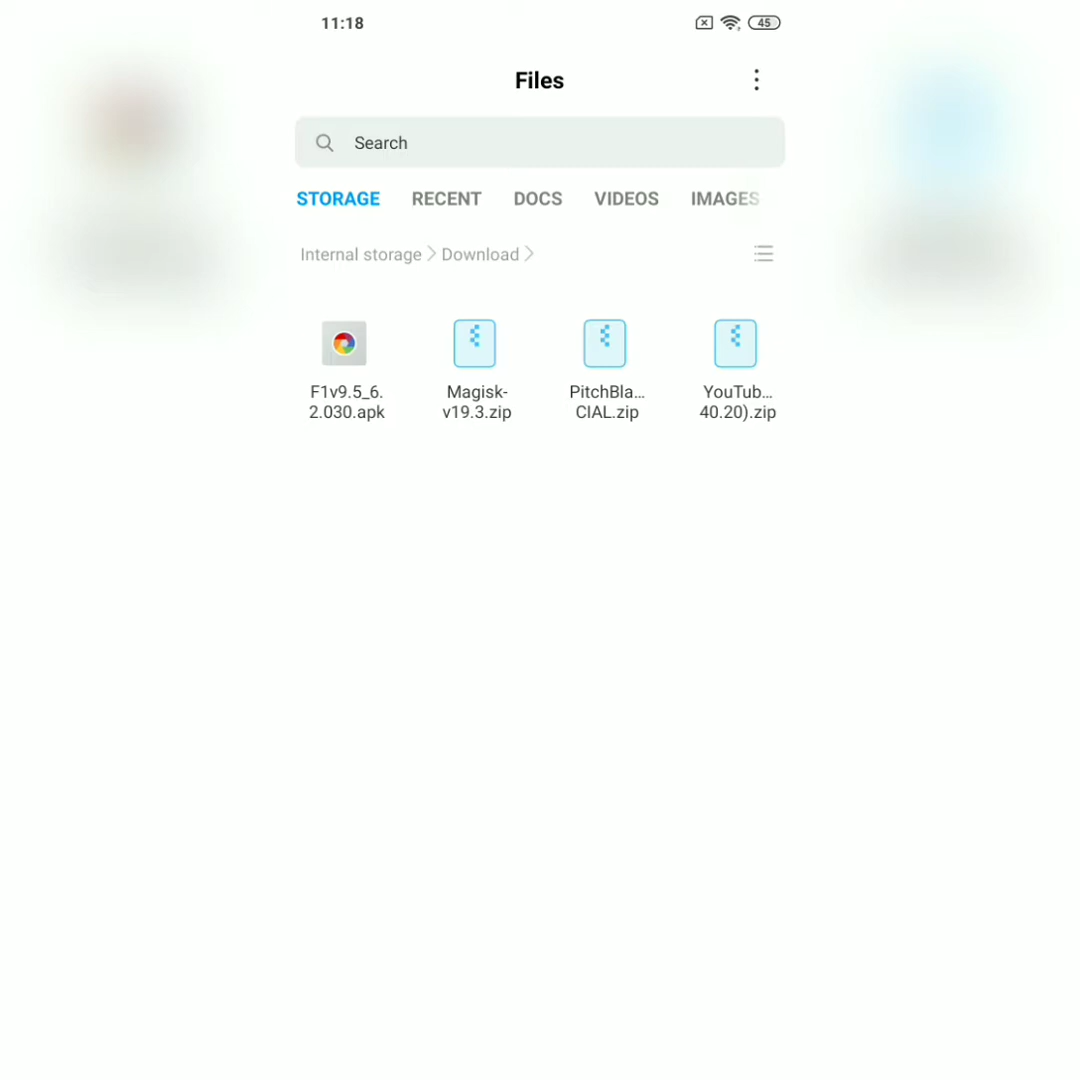 11:18
45
Files
Search
STORAGE RECENT DOCS VIDEOS IMAGES
Internal storage Download
F1v9.5_6.
2.030.apk
Magisk-
v19.3.zip
PitchBla...
CIAL.zip
YouTub...
40.20).zip